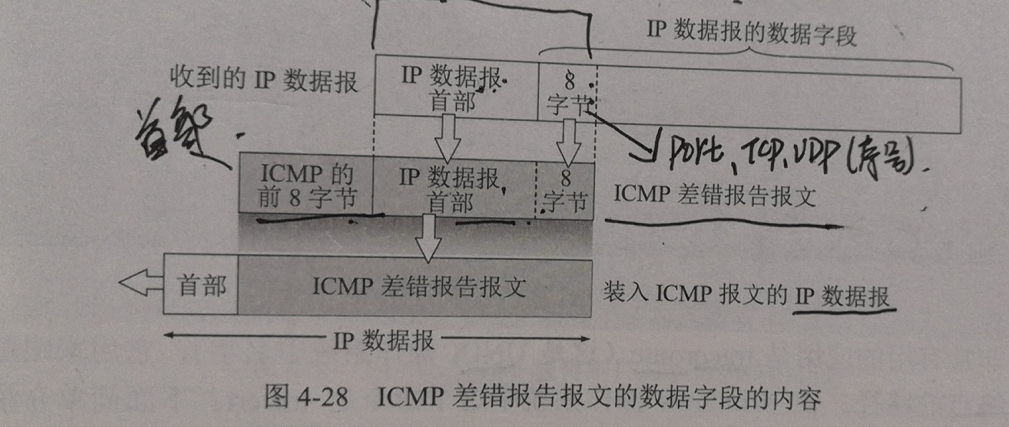 IP 数据报的数据字段
收到的 IP 数据报
IP 数据报
首部
8
字节
首部
Port、TCP、UDP (序号).
ICMP 的
前 8 字节
IP 数据报
首部
8
字节
ICMP 差错报告报文
首部
ICMP 差错报告报文
装入 ICMP 报文的 IP 数据报
IP 数据报
图 4-28 ICMP 差错报告报文的数据字段的内容